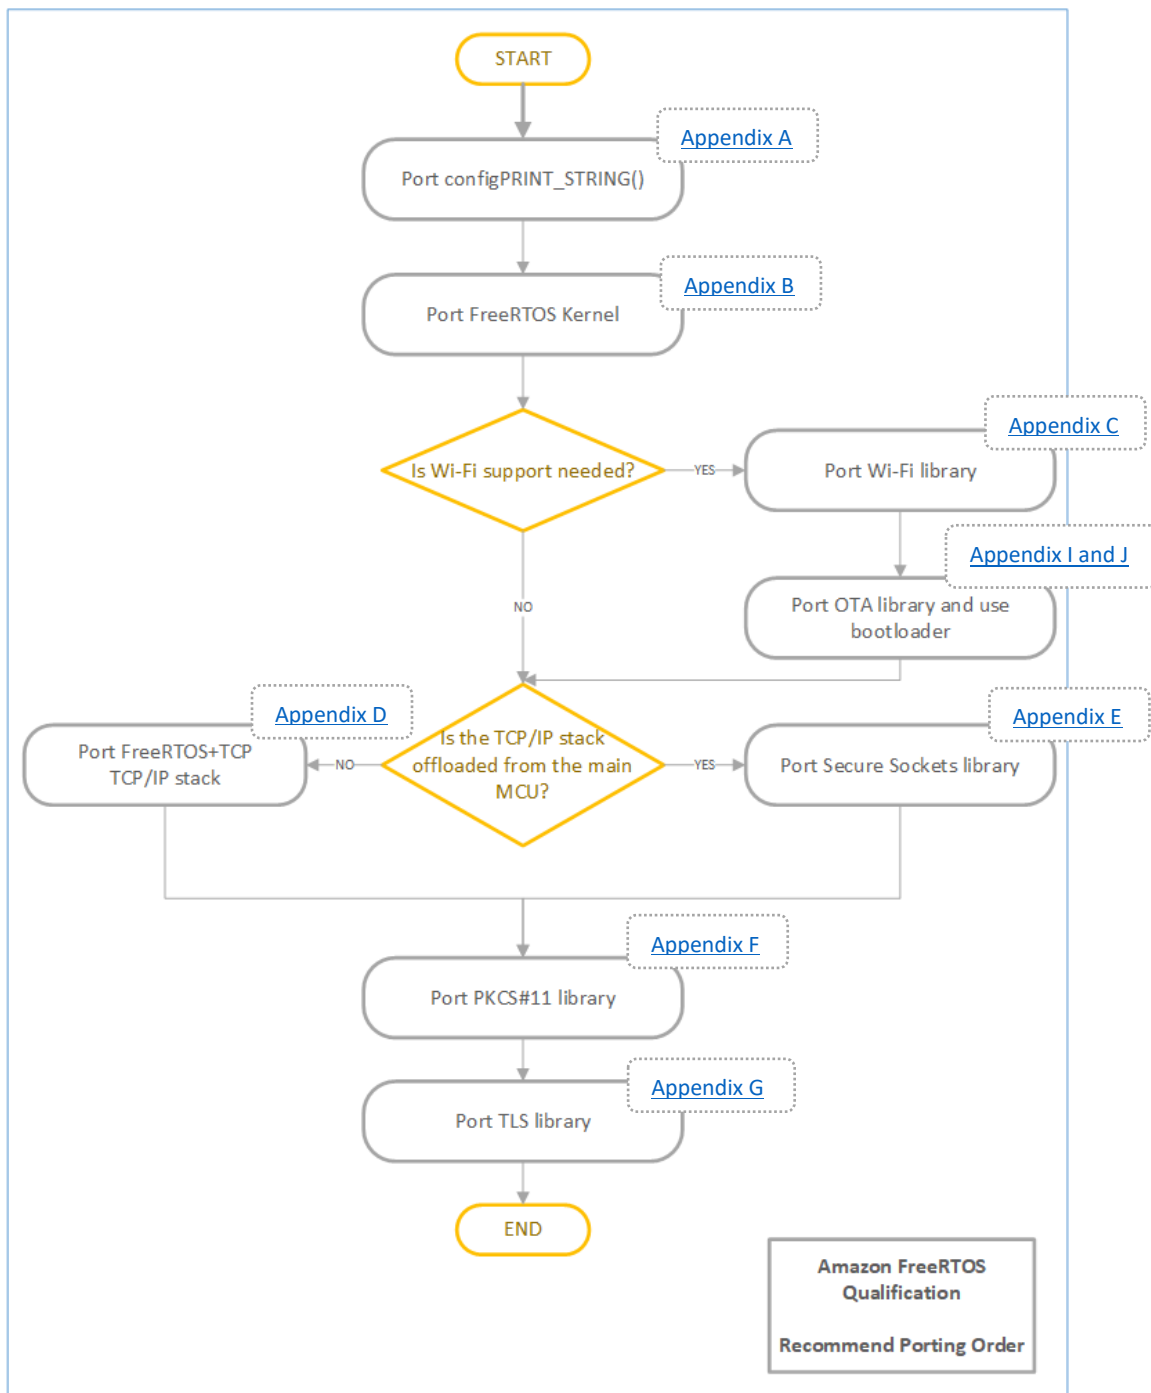 START
Appendix A
Port configPRINT_STRING()
Appendix B
Port FreeRTOS Kernel
Appendix C
Is Wi-Fi support needed?
YES
Port Wi-Fi library
Appendix I and J
NO
Port OTA library and use
bootloader
Appendix D
Appendix E
Port FreeRTOS+TCP
TCP/IP stack
NO
Is the TCP/IP stack
offloaded from the main
MCU?
YES
Port Secure Sockets library
Appendix F
Port PKCS#11 library
Appendix G
Port TLS library
END
Amazon FreeRTOS
Qualification
Recommend Porting Order